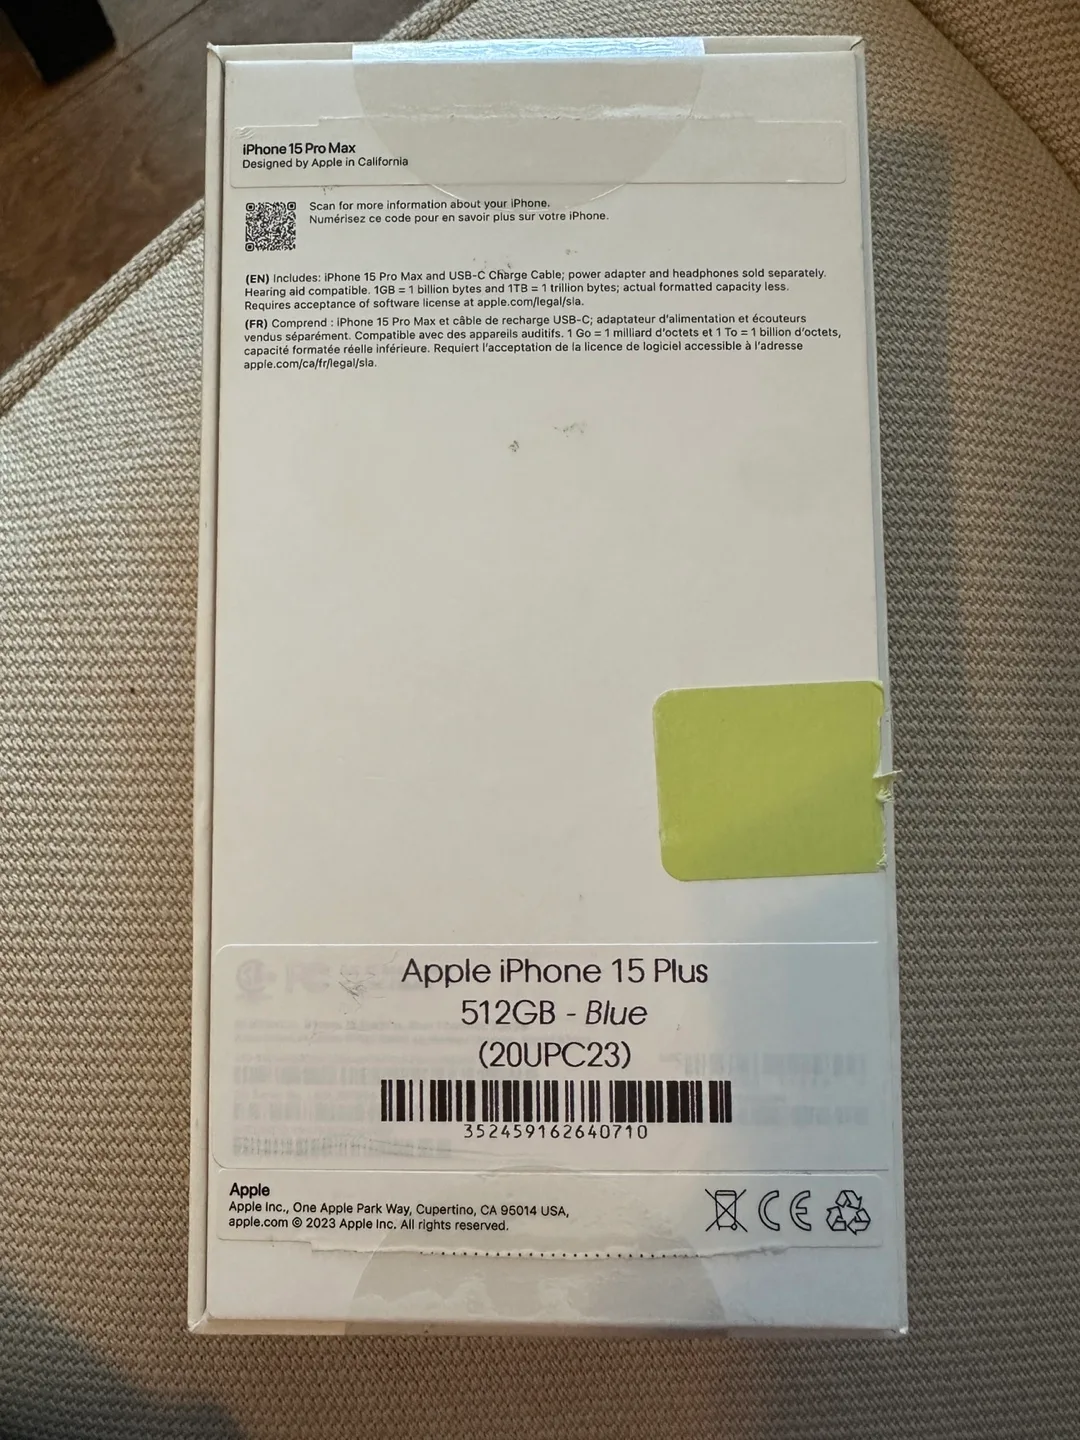 iPhone 15 Pro Max
Designed by Apple in California
Scan for more information about your iPhone.
Numérisez ce code pour en savoir plus sur votre iPhone.
(EN) Includes: iPhone 15 Pro Max and USB-C Charge Cable; power adapter and headphones sold separately.
Hearing aid compatible. 1GB = 1 billion bytes and 1TB = 1 trillion bytes; actual formatted capacity less.
Requires acceptance of software license at apple.com/legal/sla.
(FR) Comprend : iPhone 15 Pro Max et câble de recharge USB-C; adaptateur d'alimentation et écouteurs
vendus séparément. Compatible avec des appareils auditifs. 1 Go = 1 milliard d'octets et 1 To = 1 billion d'octets,
capacité formatée réelle inférieure. Requiert l'acceptation de la licence de logiciel accessible à l'adresse
apple.com/ca/fr/legal/sla.
Apple iPhone 15 Plus
512GB - Blue
(20UPC23)
352459162640710
Apple
Apple Inc., One Apple Park Way, Cupertino, CA 95014 USA,
apple.com © 2023 Apple Inc. All rights reserved.
CE